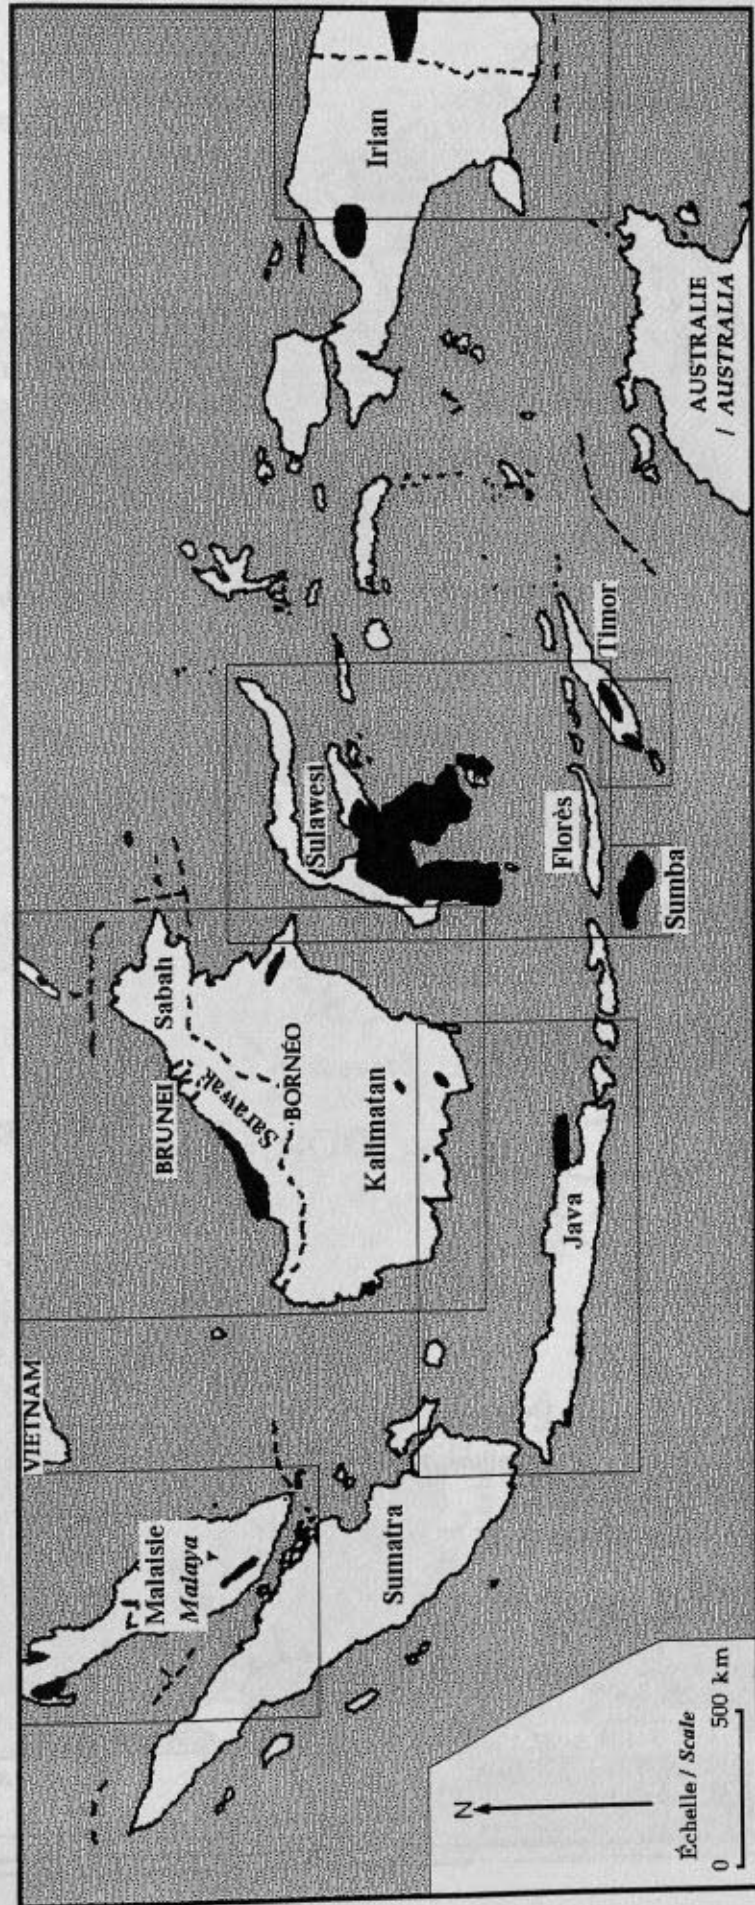 VIETNAM
Malaisie
Malaya
Sumatra
BRUNEI
Sabah
Sarawak
BORNÉO
Kalimatan
Java
Sulawesi
Florès
Sumba
Timor
Irian
AUSTRALIE
/ AUSTRALIA
N
Échelle / Scale
0 500 km